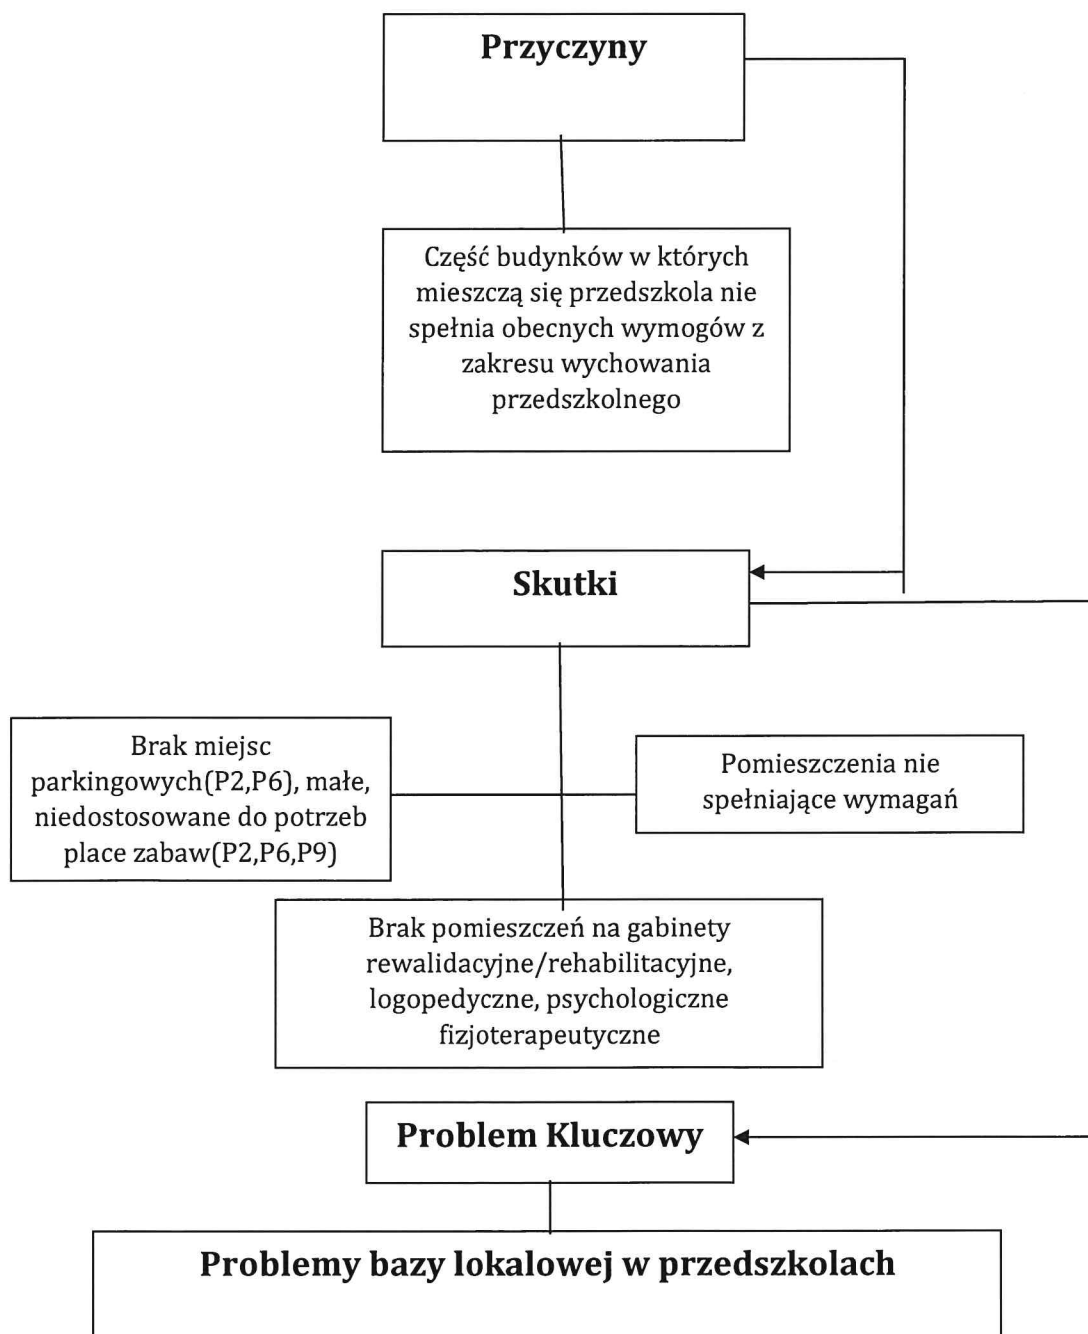 Przyczyny
Część budynków w których
mieszczą się przedszkola nie
spełnia obecnych wymogów z
zakresu wychowania
przedszkolnego
Skutki
Brak miejsc
parkingowych(P2,P6), małe,
niedostosowane do potrzeb
place zabaw(P2,P6,P9)
Pomieszczenia nie
spełniające wymagań
Brak pomieszczeń na gabinety
rewalidacyjne/rehabilitacyjne,
logopedyczne, psychologiczne
fizjoterapeutyczne
Problem Kluczowy
Problemy bazy lokalowej w przedszkolach